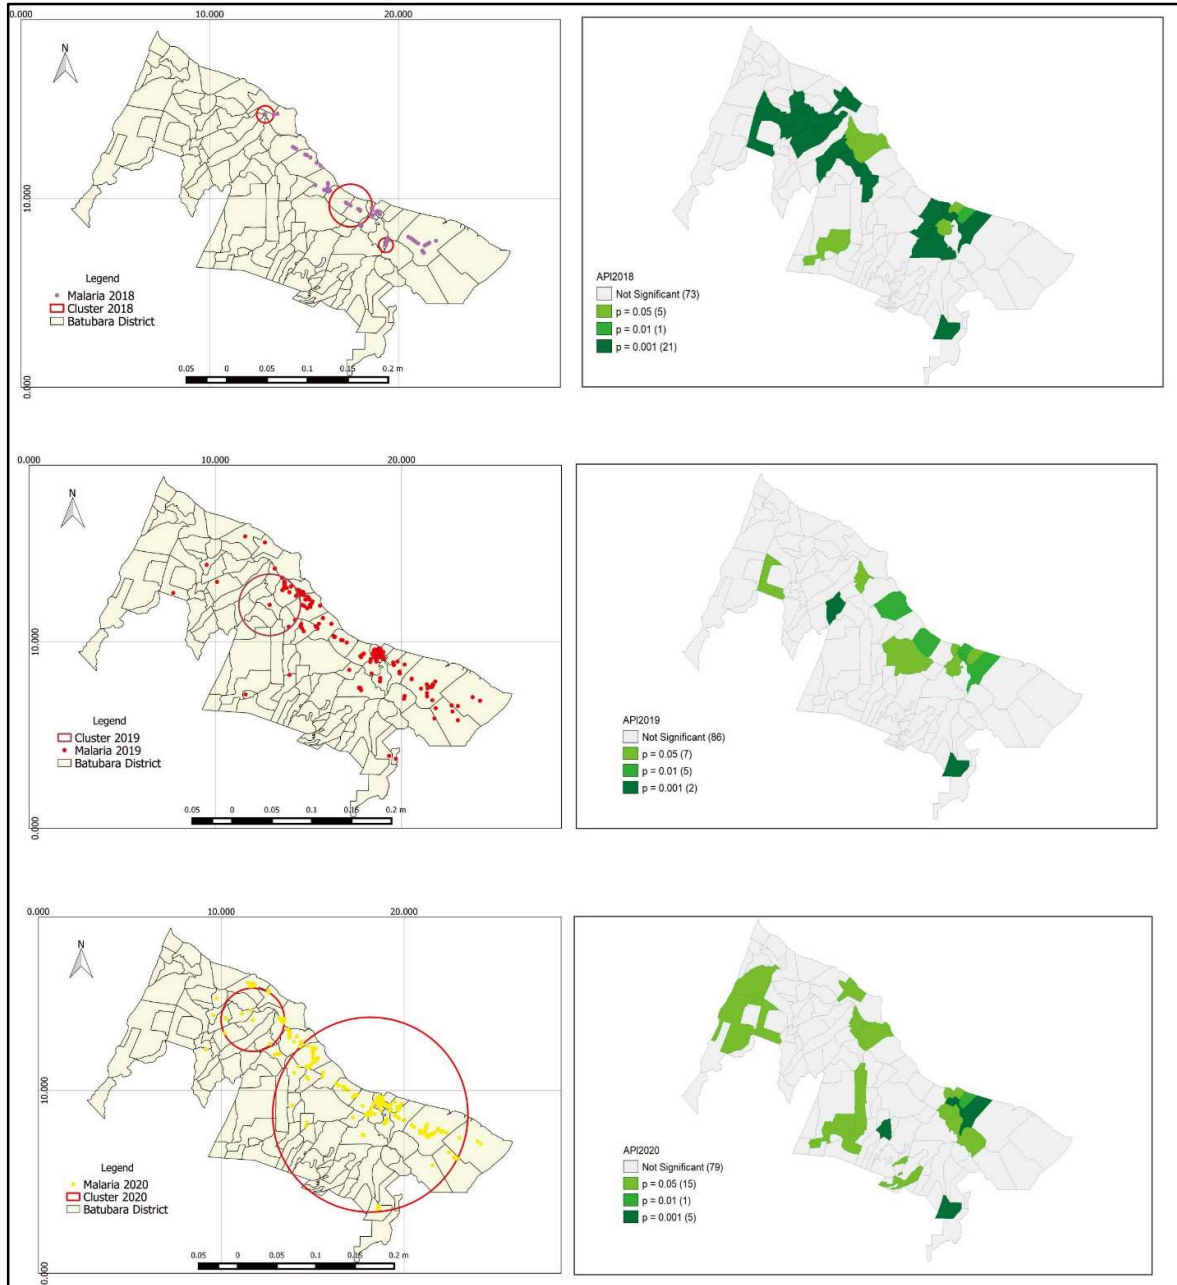 0.000
10.000
20.000
N
10.000
0.000
Legend
Malaria 2018
Cluster 2018
Batubara District
0.05 0 0.05 0.1 0.15 0.2 m
API2018
Not Significant (73)
p = 0.05 (5)
p = 0.01 (1)
p = 0.001 (21)
0.000
10.000
20.000
N
10.000
0.000
Legend
Cluster 2019
Malaria 2019
Batubara District
0.05 0 0.05 0.1 0.15 0.2 m
API2019
Not Significant (86)
p = 0.05 (7)
p = 0.01 (5)
p = 0.001 (2)
0.000
10.000
20.000
N
10.000
0.000
Legend
Malaria 2020
Cluster 2020
Batubara District
0.05 0 0.05 0.1 0.15 0.2 m
API2020
Not Significant (79)
p = 0.05 (15)
p = 0.01 (1)
p = 0.001 (5)